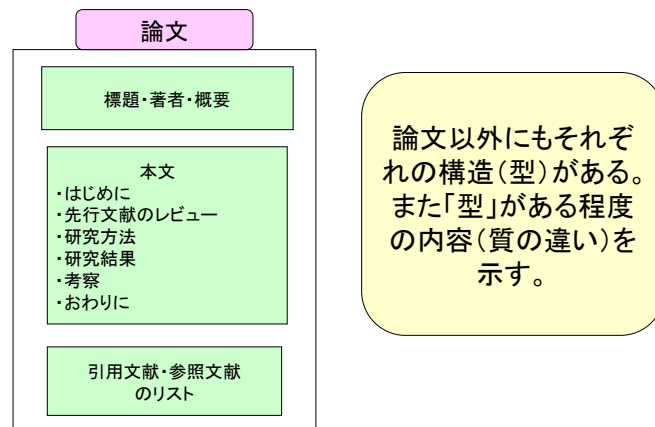 論文
標題・著者・概要
本文
・はじめに
・先行文献のレビュー
・研究方法
・研究結果
・考察
・おわりに
引用文献・参照文献
のリスト
論文以外にもそれぞ
れの構造(型)がある。
また「型」がある程度
の内容(質の違い)を
示す。